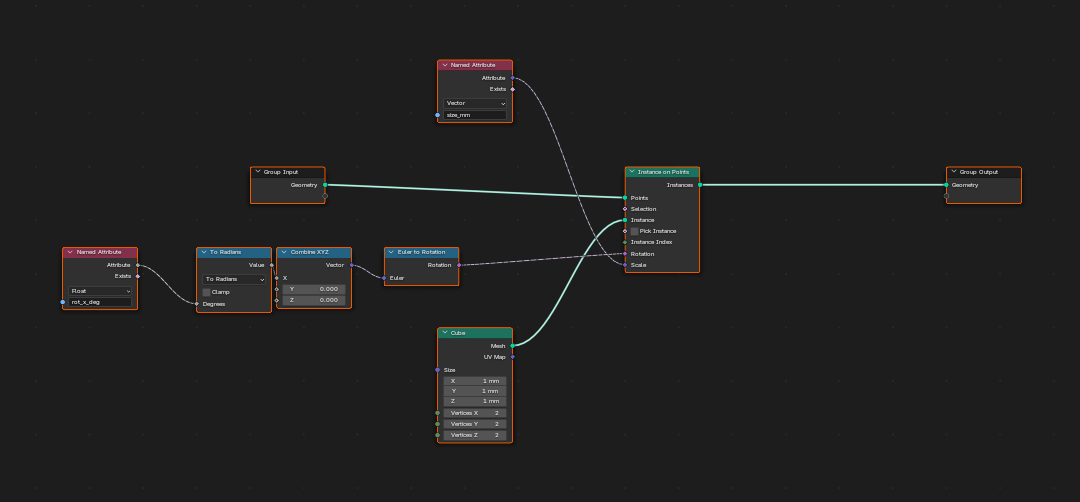 Named Attribute
Attribute
Exists
Vector
size_mm
Group Input
Geometry
Instance on Points
Instances
Points
Selection
Instance
Pick Instance
Instance Index
Rotation
Scale
Group Output
Geometry
Named Attribute
Attribute
Exists
Float
rot_x_deg
To Radians
Value
To Radians
Clamp
Degrees
Combine XYZ
Vector
X
Y 0.000
Z 0.000
Euler to Rotation
Rotation
Euler
Cube
Mesh
UV Map
Size
X 1 mm
Y 1 mm
Z 1 mm
Vertices X 2
Vertices Y 2
Vertices Z 2